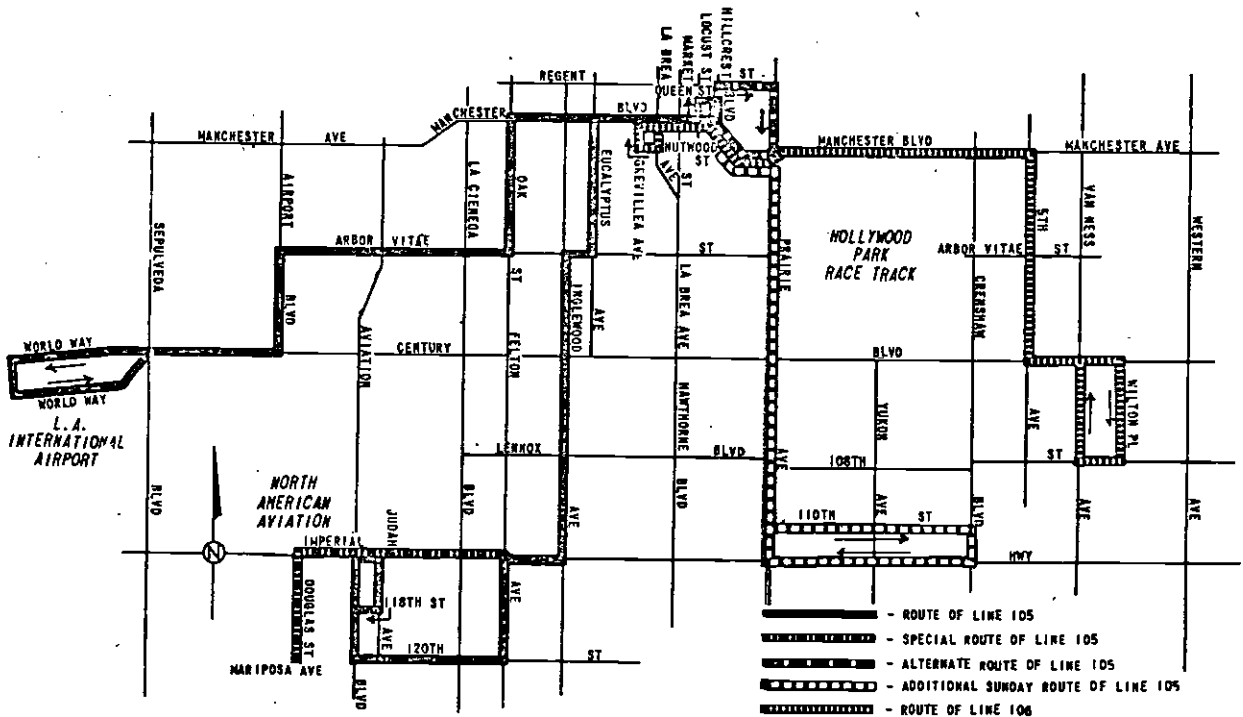 HILLCREST BLVD
LOCUST ST
MARKET
LA BREA
REGENT
ST
QUEEN ST
MANCHESTER
BLVD
MANCHESTER AVE
MANCHESTER BLVD
MANCHESTER AVE
NUTWOOD
ST
AVE
ST
SEPULVEDA
AIRPORT
LA CIENEGA
OAK
EUCALYPTUS
GREVILLEA AVE
PRAIRIE
HOLLYWOOD
PARK
RACE TRACK
5TH
VAN NESS
WESTERN
ARBOR VITAE
ST
ARBOR VITAE
ST
BLVD
ST
INGLEWOOD
AVE
LA BREA AVE
CRENSHAW
WORLD WAY
CENTURY
BLVD
AVIATION
FELTON
WORLD WAY
L.A.
INTERNATIONAL
AIRPORT
HAWTHORNE
YUKON
AVE
WILTON PL
LENNOX
BLVD
108TH
ST
NORTH
AMERICAN
AVIATION
BLVD
JUDAH
BLVD
AVE
BLVD
AVE
110TH
AVE
ST
BLVD
AVE
AVE
IMPERIAL
HWY
N
DOUGLAS ST
118TH ST
AVE
AVE
120TH
ST
MARIPOSA AVE
BLVD
- ROUTE OF LINE 105
- SPECIAL ROUTE OF LINE 105
- ALTERNATE ROUTE OF LINE 105
- ADDITIONAL SUNDAY ROUTE OF LINE 105
- ROUTE OF LINE 106